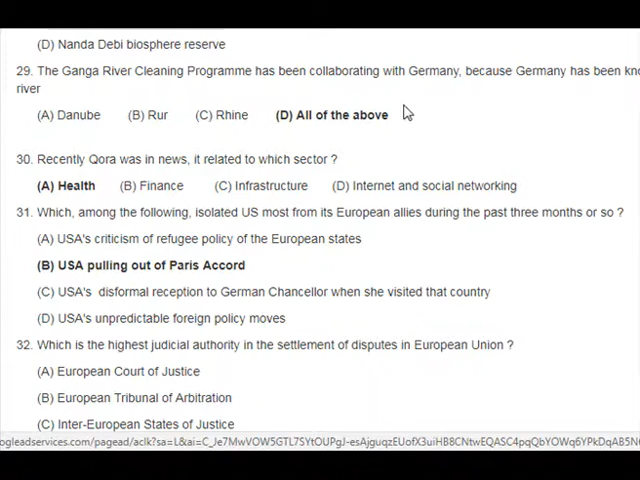 (D) Nanda Debi biosphere reserve
29. The Ganga River Cleaning Programme has been collaborating with Germany, because Germany has been
river
(A) Danube (B) Rur (C) Rhine (D) All of the above
30. Recently Qora was in news, it related to which sector ?
(A) Health (B) Finance (C) Infrastructure (D) Internet and social networking
31. Which, among the following, isolated US most from its European allies during the past three months or so ?
(A) USA's criticism of refugee policy of the European states
(B) USA pulling out of Paris Accord
(C) USA's disformal reception to German Chancellor when she visited that country
(D) USA's unpredictable foreign policy moves
32. Which is the highest judicial authority in the settlement of disputes in European Union ?
(A) European Court of Justice
(B) European Tribunal of Arbitration
(C) Inter-European States of Justice